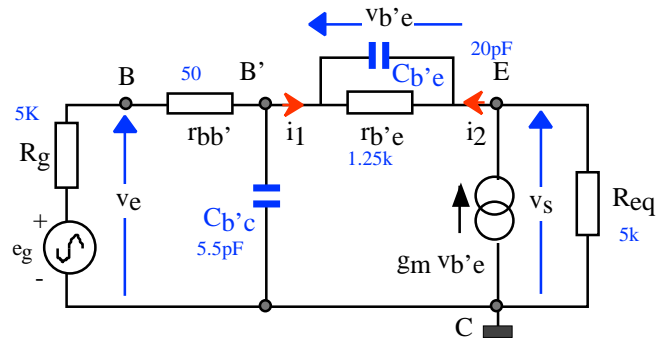 vb'e
20pF
B
50
B'
Cb'e
E
5K
Rg
rbb'
i1
rb'e
i2
1.25k
+
ve
Cb'c
vs
Req
eg
5.5pF
5k
-
gm vb'e
C